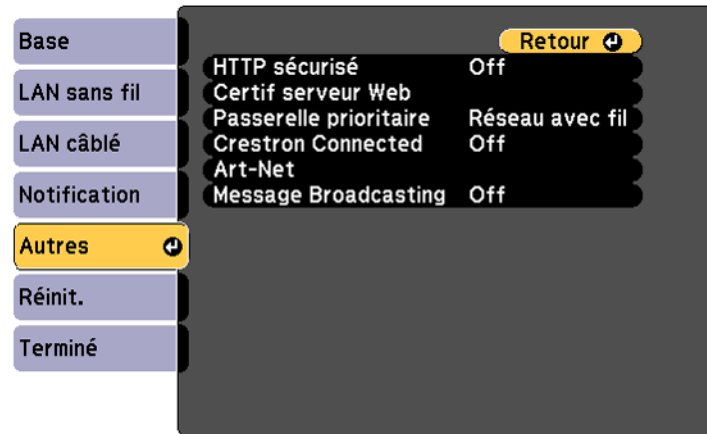 Base
LAN sans fil
LAN câblé
Notification
Autres
Réinit.
Terminé
Retour
HTTP sécurisé Off
Certif serveur Web
Passerelle prioritaire Réseau avec fil
Crestron Connected Off
Art-Net
Message Broadcasting Off